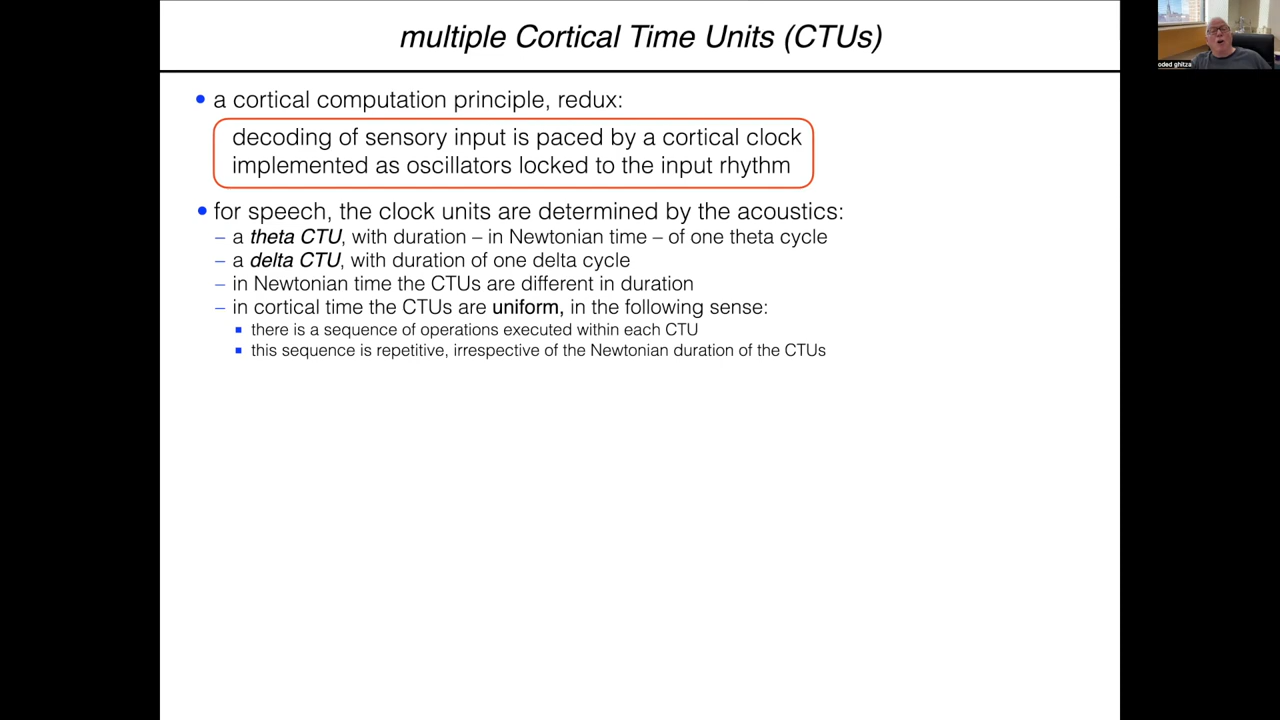 multiple Cortical Time Units (CTUs)
oded ghitza
• a cortical computation principle, redux:
decoding of sensory input is paced by a cortical clock
implemented as oscillators locked to the input rhythm
• for speech, the clock units are determined by the acoustics:
– a theta CTU, with duration – in Newtonian time – of one theta cycle
– a delta CTU, with duration of one delta cycle
– in Newtonian time the CTUs are different in duration
– in cortical time the CTUs are uniform, in the following sense:
▪ there is a sequence of operations executed within each CTU
▪ this sequence is repetitive, irrespective of the Newtonian duration of the CTUs